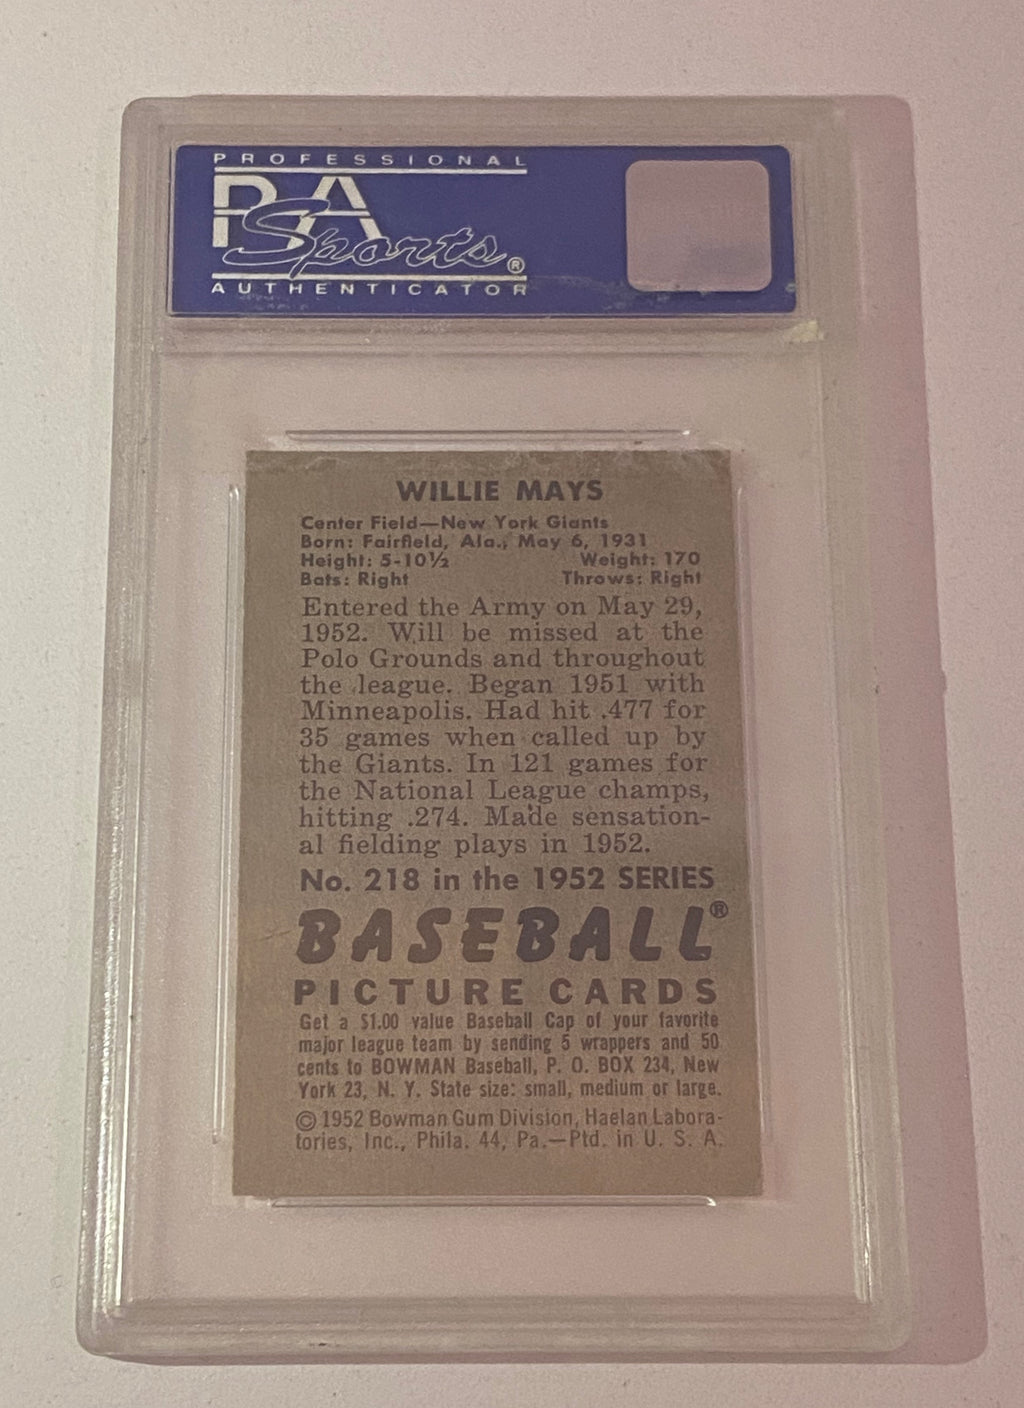 PROFESSIONAL
PSA
Sports®
AUTHENTICATOR
WILLIE MAYS
Center Field—New York Giants
Born: Fairfield, Ala., May 6, 1931
Height: 5-10½ Weight: 170
Bats: Right Throws: Right
Entered the Army on May 29,
1952. Will be missed at the
Polo Grounds and throughout
the league. Began 1951 with
Minneapolis. Had hit .477 for
35 games when called up by
the Giants. In 121 games for
the National League champs,
hitting .274. Made sensation-
al fielding plays in 1952.
No. 218 in the 1952 SERIES
BASEBALL®
PICTURE CARDS
Get a $1.00 value Baseball Cap of your favorite
major league team by sending 5 wrappers and 50
cents to BOWMAN Baseball, P. O. BOX 234, New
York 23, N. Y. State size: small, medium or large.
© 1952 Bowman Gum Division, Haelan Labora-
tories, Inc., Phila. 44, Pa.—Ptd. in U. S. A.